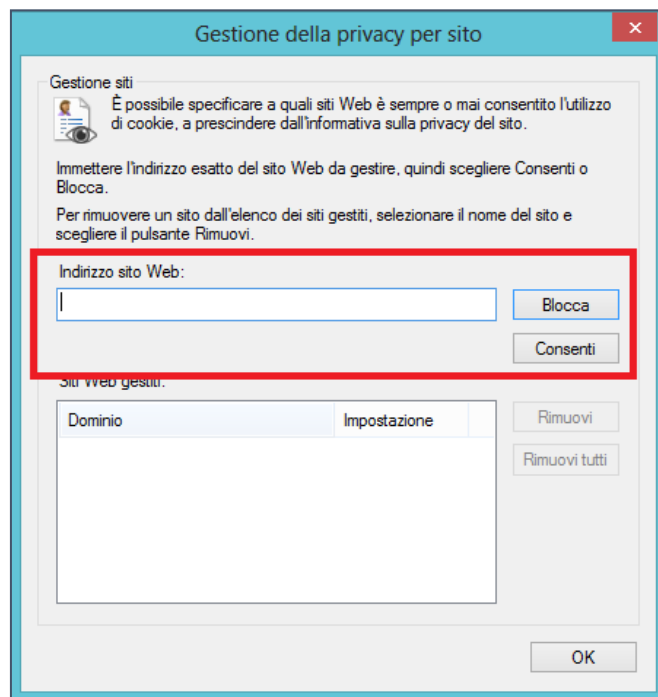 Gestione della privacy per sito
Gestione siti
È possibile specificare a quali siti Web è sempre o mai consentito l'utilizzo
di cookie, a prescindere dall'informativa sulla privacy del sito.
Immettere l'indirizzo esatto del sito Web da gestire, quindi scegliere Consenti o
Blocca.
Per rimuovere un sito dall'elenco dei siti gestiti, selezionare il nome del sito e
scegliere il pulsante Rimuovi.
Indirizzo sito Web:
Blocca
Consenti
Siti Web gestiti:
Dominio Impostazione
Rimuovi
Rimuovi tutti
OK